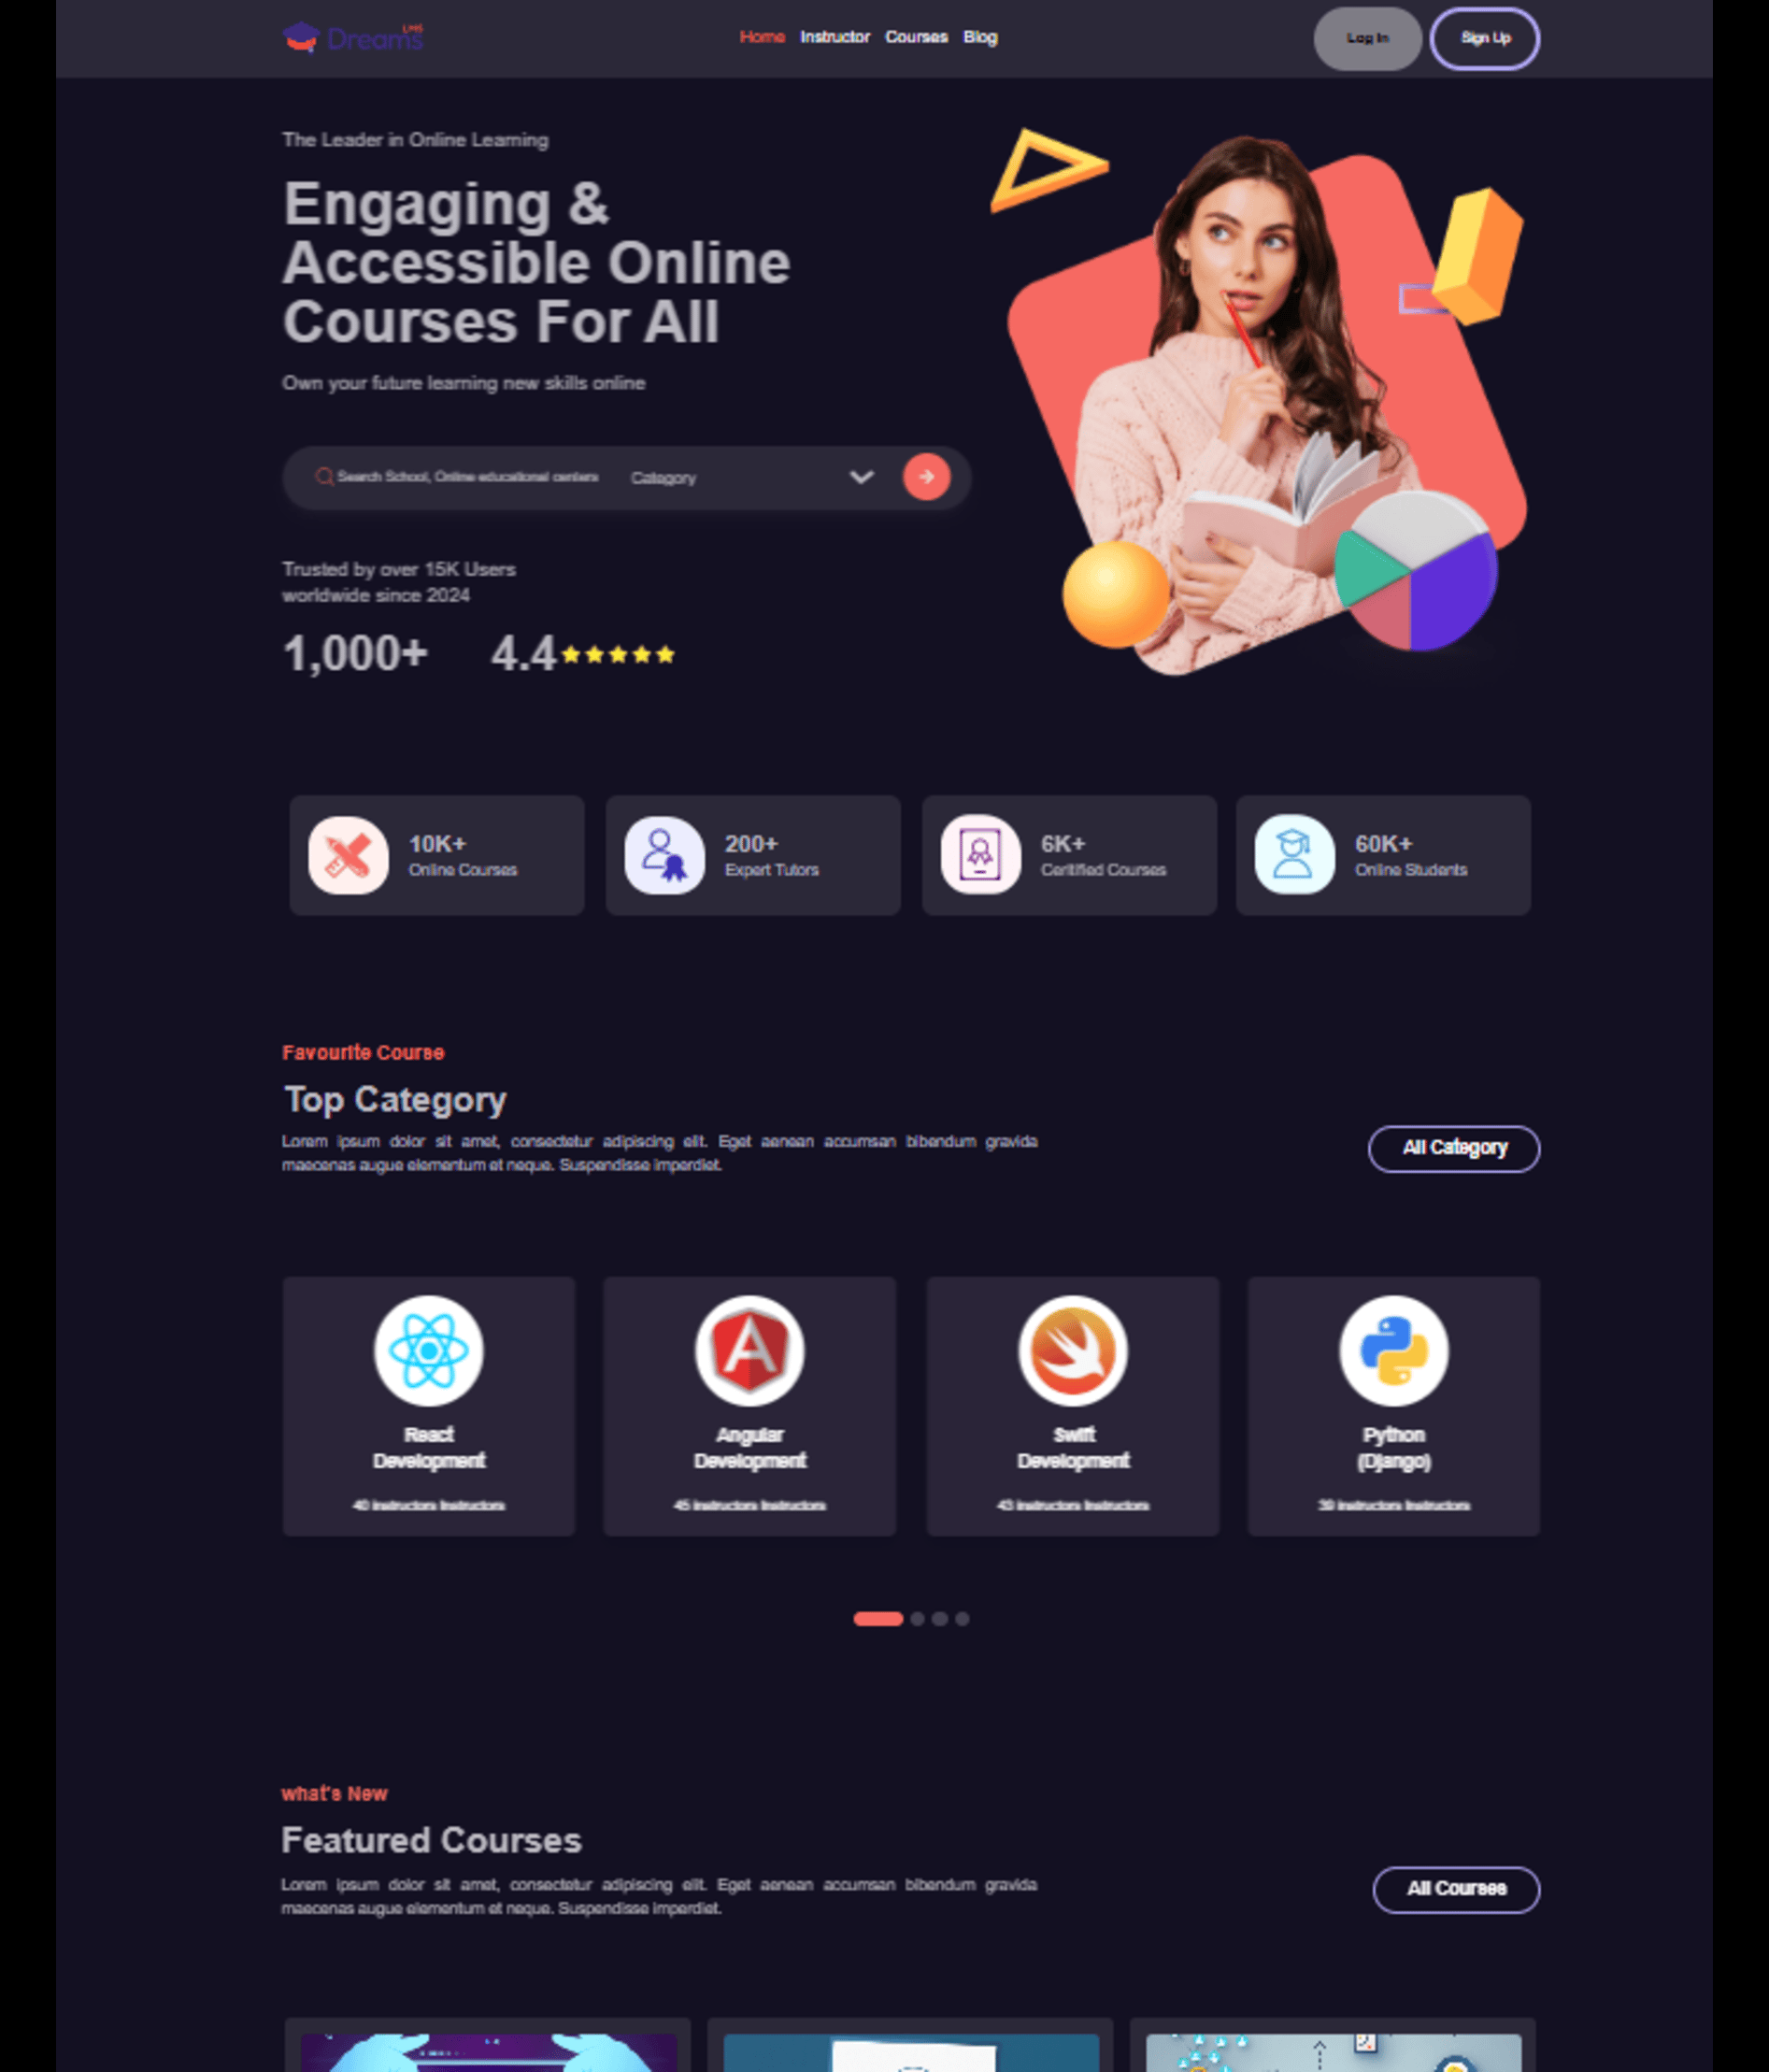 Dreams LMS
Home Instructor Courses Blog
Log In
Sign Up
The Leader in Online Learning
Engaging &
Accessible Online
Courses For All
Own your future learning new skills online
Search School, Online educational centers
Category
Trusted by over 15K Users
worldwide since 2024
1,000+
4.4
10K+
Online Courses
200+
Expert Tutors
6K+
Ceritified Courses
60K+
Online Students
Favourite Course
Top Category
Lorem ipsum dolor sit amet, consectetur adipiscing elit. Eget aenean accumsan bibendum gravida
maecenas augue elementum et neque. Suspendisse imperdiet.
All Category
React
Development
40 Instructors Instructors
Angular
Development
45 Instructors Instructors
Swift
Development
43 Instructors Instructors
Python
(Django)
39 Instructors Instructors
what's New
Featured Courses
Lorem ipsum dolor sit amet, consectetur adipiscing elit. Eget aenean accumsan bibendum gravida
maecenas augue elementum et neque. Suspendisse imperdiet.
All Courses